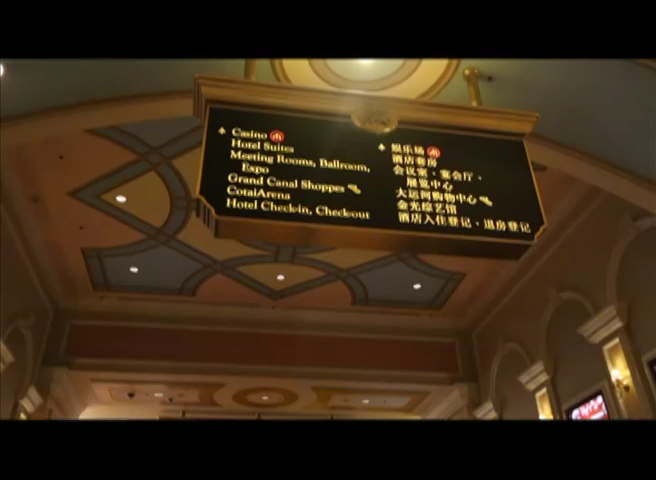 Casino
Hotel Suites
Meeting Rooms, Ballroom,
Expo
Grand Canal Shoppes
CotaiArena
Hotel Check-in, Checkout
娱乐场
酒店套房
会议室、宴会厅、
展览中心
大运河购物中心
金光综艺馆
酒店入住登记、退房登记